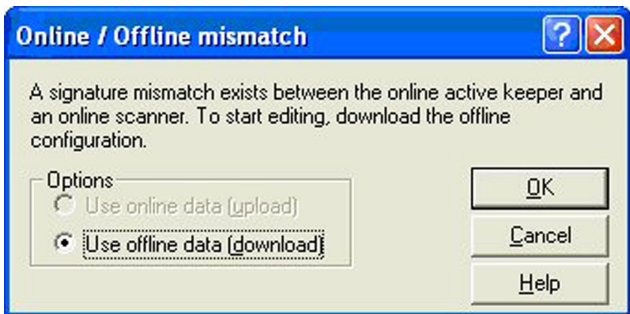 Online / Offline mismatch
?
A signature mismatch exists between the online active keeper and
an online scanner. To start editing, download the offline
configuration.
Options
Use online data (upload)
Use offline data (download)
OK
Cancel
Help